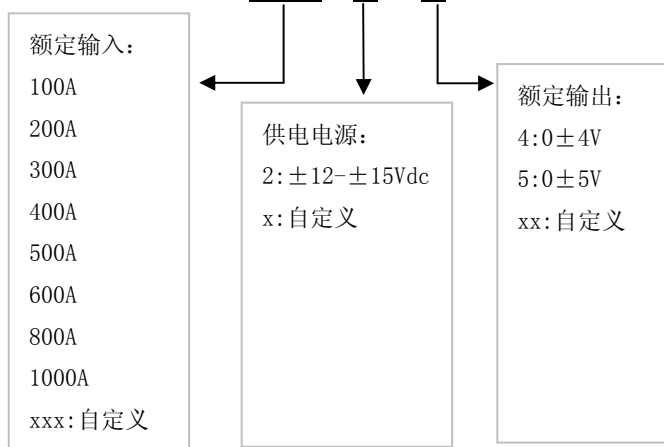 额定输入：
100A
200A
300A
400A
500A
600A
800A
1000A
xxx:自定义
供电电源：
2:±12-±15Vdc
x:自定义
额定输出：
4:0±4V
5:0±5V
xx:自定义